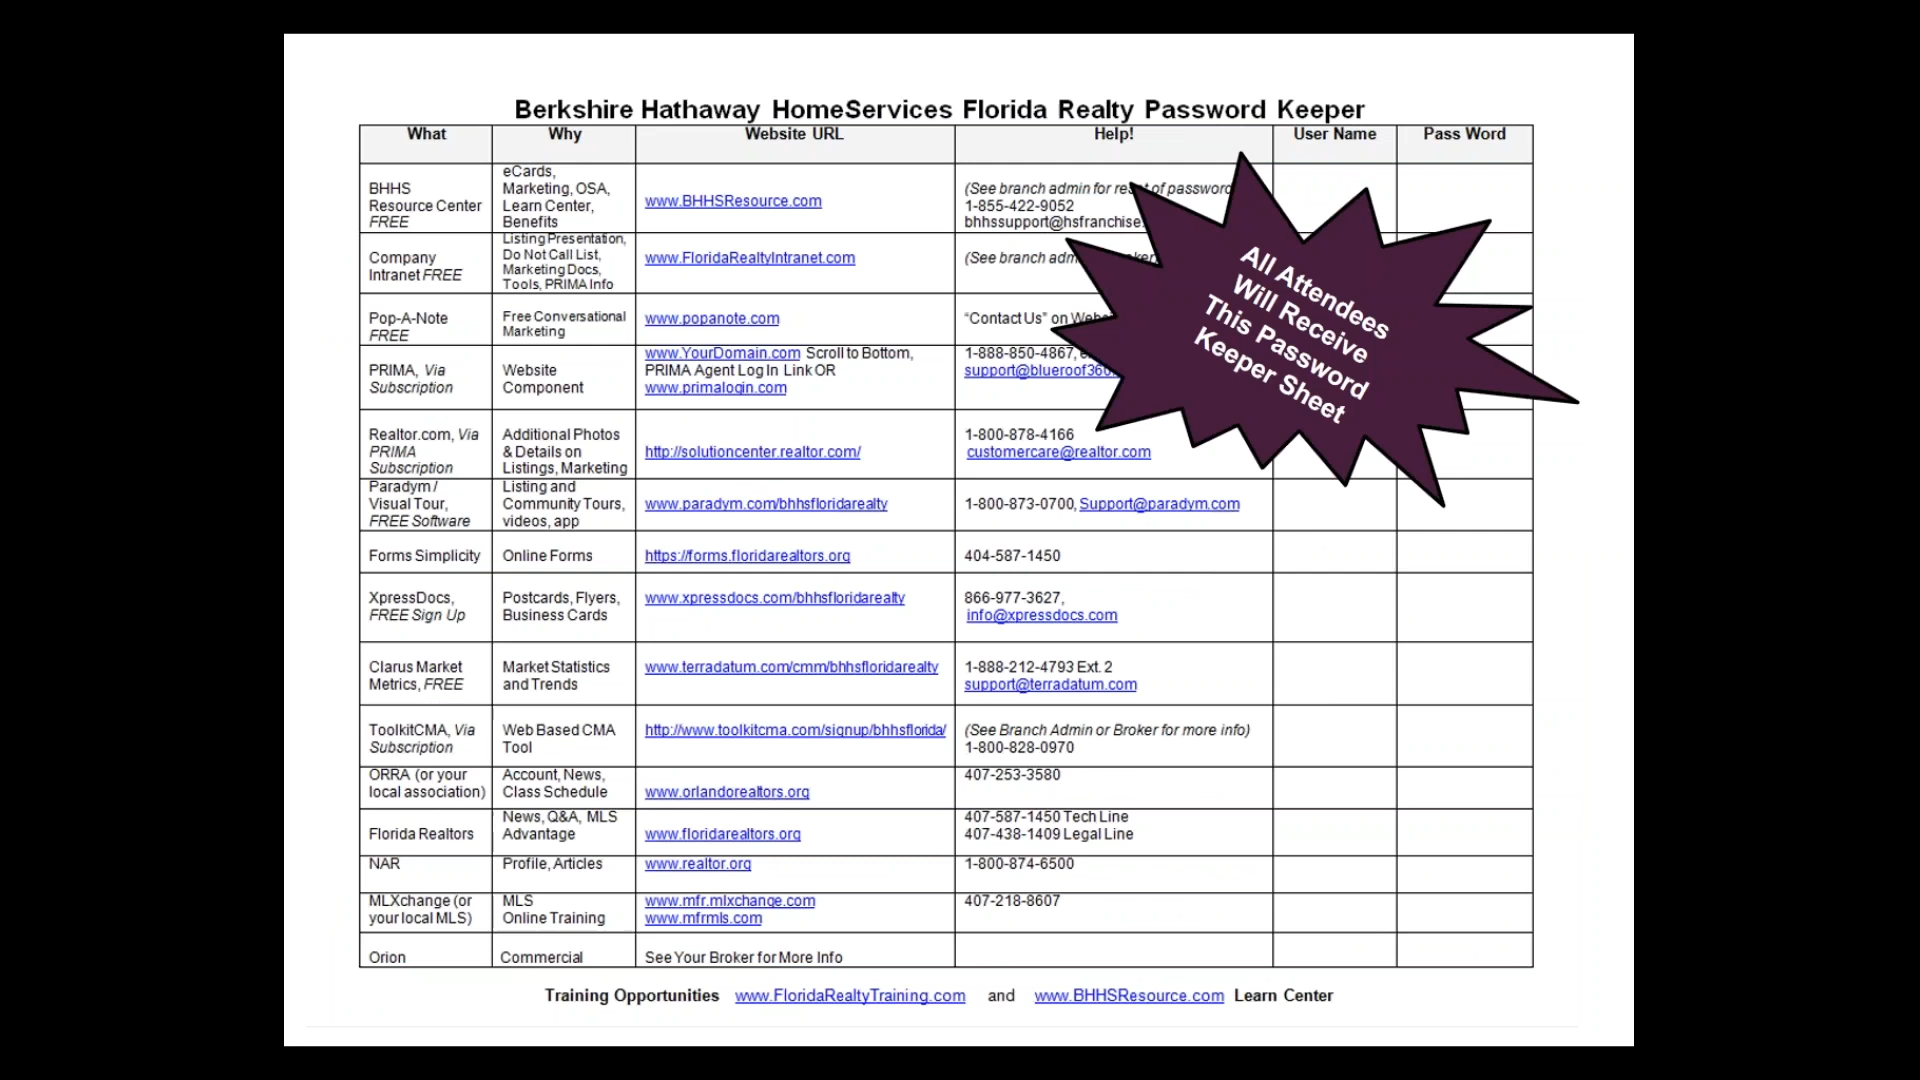 Berkshire Hathaway HomeServices Florida Realty Password Keeper
What Why Website URL Help! User Name Pass Word
BHHS
Resource Center
FREE
eCards,
Marketing, OSA,
Learn Center,
Benefits
www.BHHSResource.com
(See branch admin for reset of password
1-855-422-9052
bhhssupport@hsfranchise.
Company
Intranet FREE
Listing Presentation,
Do Not Call List,
Marketing Docs,
Tools, PRIMA Info
www.FloridaRealtyIntranet.com
(See branch
Pop-A-Note
FREE
Free Conversational
Marketing
www.popanote.com
“Contact Us” on
PRIMA, Via
Subscription
Website
Component
www.YourDomain.com Scroll to Bottom,
PRIMA Agent Log In Link OR
www.primalogin.com
1-888-850-4867,
support@blueroof360.
Realtor.com, Via
PRIMA
Subscription
Additional Photos
& Details on
Listings, Marketing
http://solutioncenter.realtor.com/
1-800-878-4166
customercare@realtor.com
Paradym /
Visual Tour,
FREE Software
Listing and
Community Tours,
videos, app
www.paradym.com/bhhsfloridarealty
1-800-873-0700, Support@paradym.com
Forms Simplicity
Online Forms
https://forms.floridarealtors.org
404-587-1450
XpressDocs,
FREE Sign Up
Postcards, Flyers,
Business Cards
www.xpressdocs.com/bhhsfloridarealty
866-977-3627,
info@xpressdocs.com
Clarus Market
Metrics, FREE
Market Statistics
and Trends
www.terradatum.com/cmm/bhhsfloridarealty
1-888-212-4793 Ext. 2
support@terradatum.com
ToolkitCMA, Via
Subscription
Web Based CMA
Tool
http://www.toolkitcma.com/signup/bhhsflorida/
(See Branch Admin or Broker for more info)
1-800-828-0970
ORRA (or your
local association)
Account, News,
Class Schedule
www.orlandorealtors.org
407-253-3580
Florida Realtors
News, Q&A, MLS
Advantage
www.floridarealtors.org
407-587-1450 Tech Line
407-438-1409 Legal Line
NAR
Profile, Articles
www.realtor.org
1-800-874-6500
MLXchange (or
your local MLS)
MLS
Online Training
www.mfr.mlxchange.com
www.mfrmls.com
407-218-8607
Orion
Commercial
See Your Broker for More Info
All Attendees
Will Receive
This Password
Keeper Sheet
Training Opportunities www.FloridaRealtyTraining.com and www.BHHSResource.com Learn Center